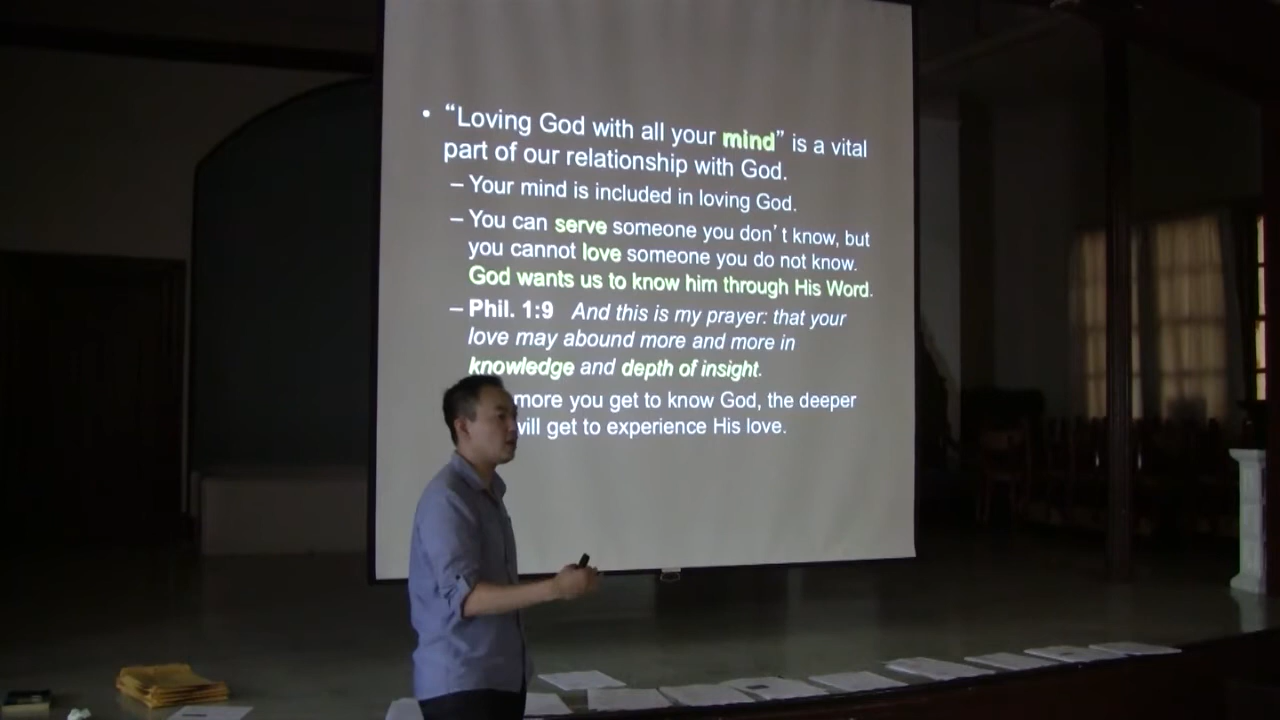 • “Loving God with all your mind” is a vital
part of our relationship with God.
– Your mind is included in loving God.
– You can serve someone you don’t know, but
you cannot love someone you do not know.
God wants us to know him through His Word.
– Phil. 1:9 And this is my prayer: that your
love may abound more and more in
knowledge and depth of insight.
more you get to know God, the deeper
will get to experience His love.